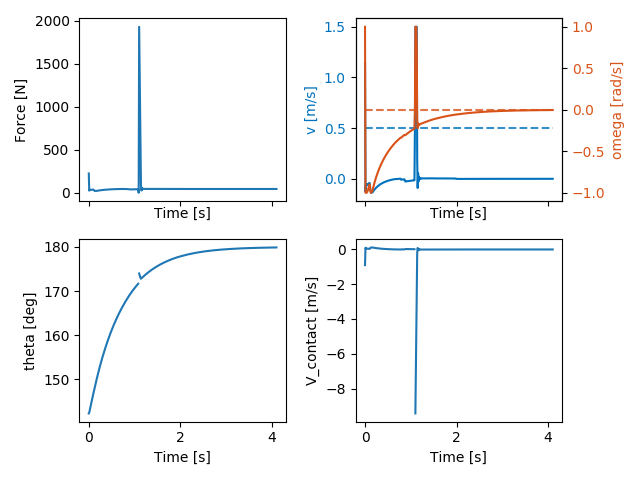 2000
1500
1000
500
0
Force [N]
Time [s]
1.5
1.0
0.5
0.0
v [m/s]
1.0
0.5
0.0
−0.5
−1.0
omega [rad/s]
Time [s]
180
170
160
150
theta [deg]
0 2 4
Time [s]
0
−2
−4
−6
−8
V_contact [m/s]
0 2 4
Time [s]